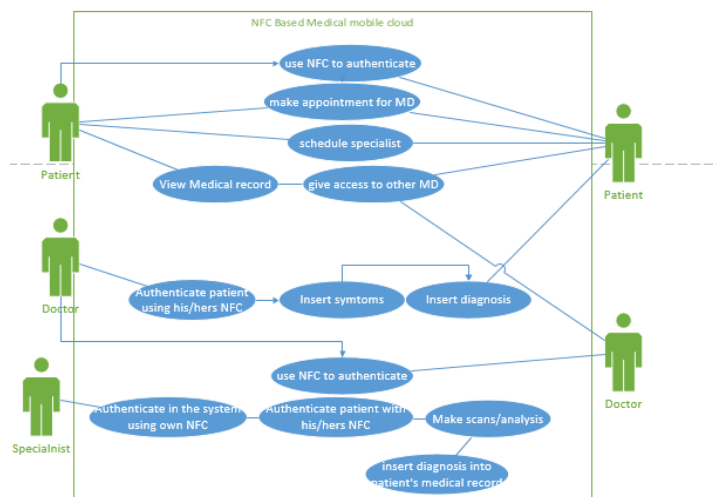 NFC Based Medical mobile cloud
use NFC to authenticate
make appointment for MD
schedule specialist
Patient
View Medical record
give access to other MD
Patient
Doctor
Authenticate patient
using his/hers NFC
Insert symtoms
Insert diagnosis
use NFC to authenticate
Doctor
Specialnist
Authenticate in the system
using own NFC
Authenticate patient with
his/hers NFC
Make scans/analysis
insert diagnosis into
patient's medical record